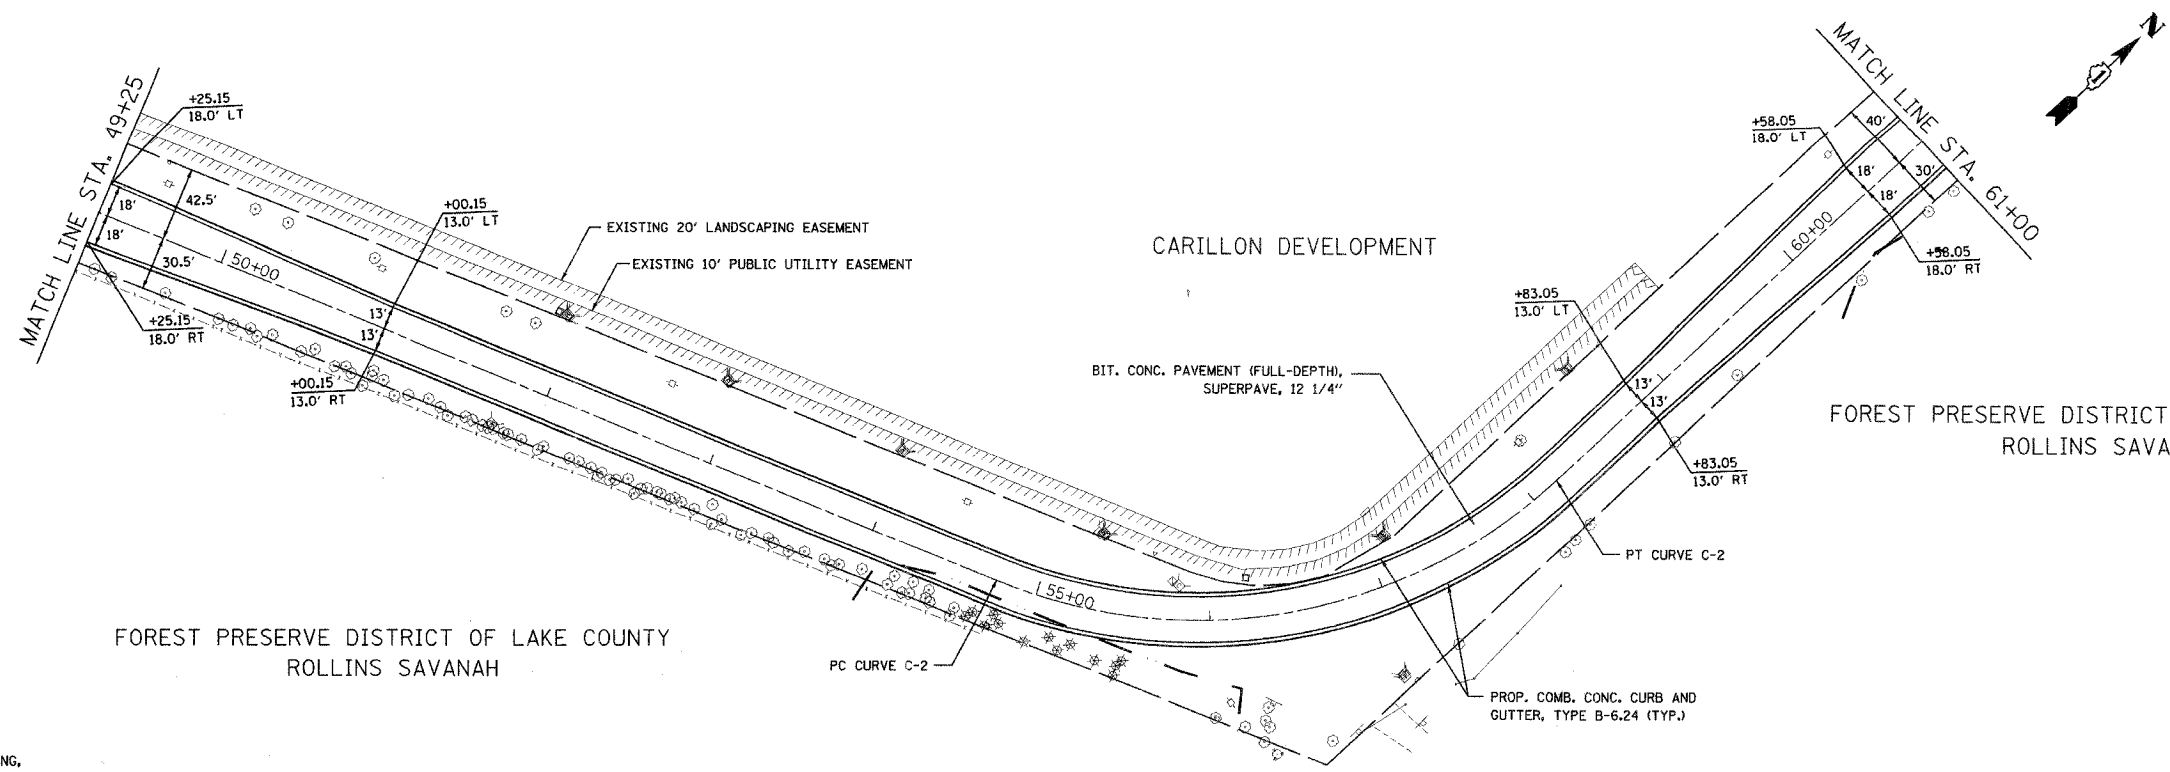 MATCH LINE STA. 49+25
+25.15
18.0' LT
18'
18'
42.5'
30.5'
+25.15
18.0' RT
50+00
+00.15
13.0' LT
13'
13'
+00.15
13.0' RT
EXISTING 20' LANDSCAPING EASEMENT
EXISTING 10' PUBLIC UTILITY EASEMENT
CARILLON DEVELOPMENT
BIT. CONC. PAVEMENT (FULL-DEPTH),
SUPERPAVE, 12 1/4"
+83.05
13.0' LT
13'
13'
+83.05
13.0' RT
+58.05
18.0' LT
40'
30'
18'
18'
60+00
+58.05
18.0' RT
MATCH LINE STA. 61+00
N
FOREST PRESERVE DISTRICT
ROLLINS SAVA
55+00
PT CURVE C-2
PC CURVE C-2
PROP. COMB. CONC. CURB AND
GUTTER, TYPE B-6.24 (TYP.)
FOREST PRESERVE DISTRICT OF LAKE COUNTY
ROLLINS SAVANAH
NG,